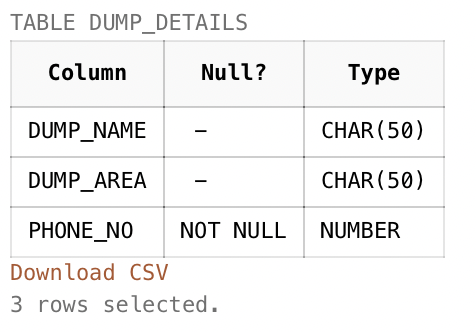 TABLE DUMP_DETAILS
Column Null? Type
DUMP_NAME – CHAR(50)
DUMP_AREA – CHAR(50)
PHONE_NO NOT NULL NUMBER
Download CSV
3 rows selected.